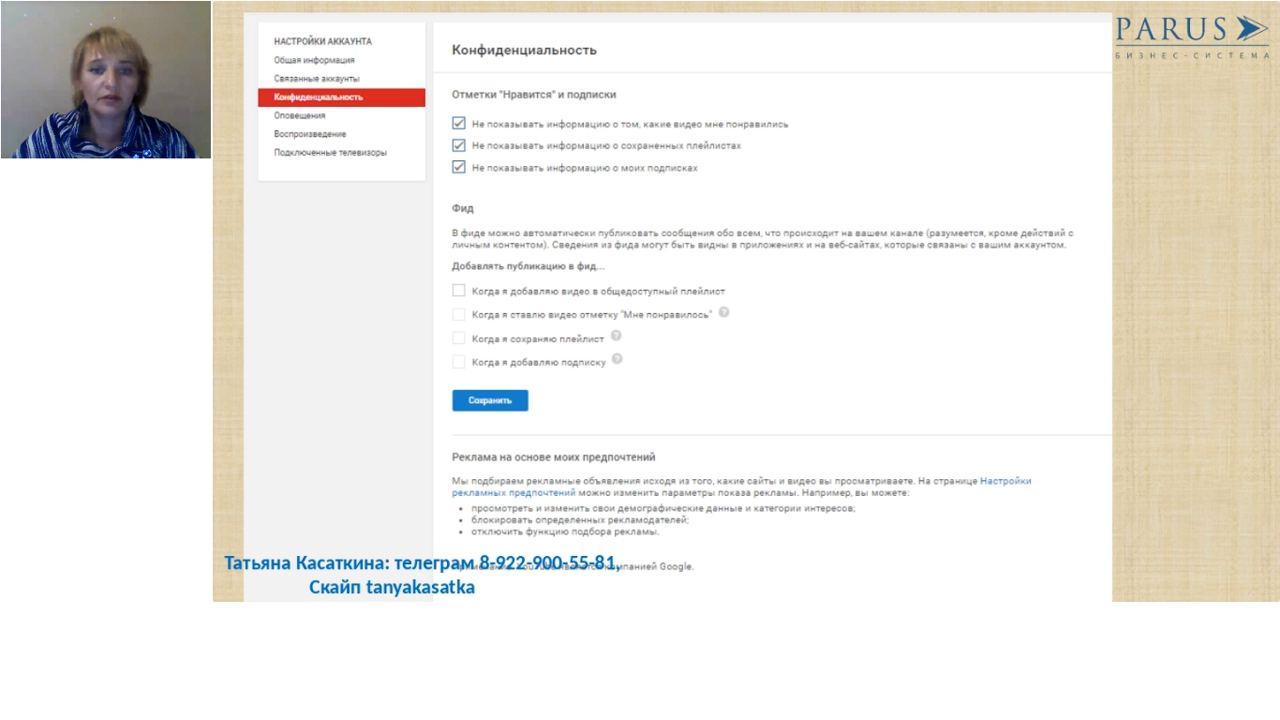 PARUS
БИЗНЕС-СИСТЕМА
НАСТРОЙКИ АККАУНТА
Общая информация
Связанные аккаунты
Конфиденциальность
Оповещения
Воспроизведение
Подключенные телевизоры
Конфиденциальность
Отметки "Нравится" и подписки
Не показывать информацию о том, какие видео мне понравились
Не показывать информацию о сохраненных плейлистах
Не показывать информацию о моих подписках
Фид
В фиде можно автоматически публиковать сообщения обо всем, что происходит на вашем канале (разумеется, кроме действий с
личным контентом). Сведения из фида могут быть видны в приложениях и на веб-сайтах, которые связаны с вашим аккаунтом.
Добавлять публикацию в фид...
Когда я добавляю видео в общедоступный плейлист
Когда я ставлю видео отметку "Мне понравилось" ?
Когда я сохраняю плейлист ?
Когда я добавляю подписку ?
Сохранить
Реклама на основе моих предпочтений
Мы подбираем рекламные объявления исходя из того, какие сайты и видео вы просматриваете. На странице Настройки
рекламных предпочтений можно изменить параметры показа рекламы. Например, вы можете:
• просмотреть и изменить свои демографические данные и категории интересов;
• блокировать определенных рекламодателей;
• отключить функцию подбора рекламы.
компанией Google.
Татьяна Касаткина: телеграм 8-922-900-55-81,
Скайп tanyakasatka